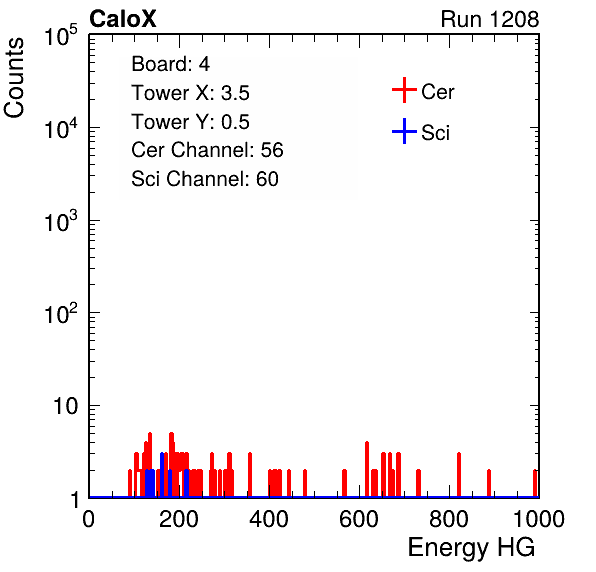 CaloX Run 1208
Counts
10^5
10^4
10^3
10^2
10
1
Board: 4
Tower X: 3.5
Tower Y: 0.5
Cer Channel: 56
Sci Channel: 60
Cer
Sci
0 200 400 600 800 1000
Energy HG